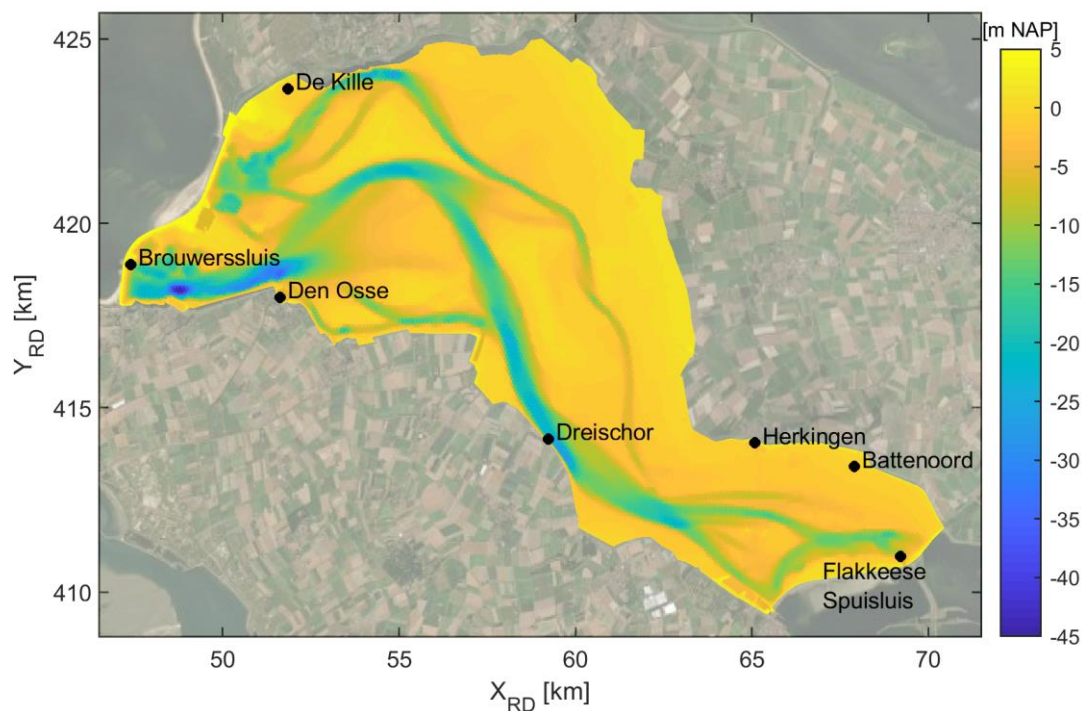 [m NAP]
425
420
415
410
Y_RD [km]
De Kille
Brouwerssluis
Den Osse
Dreischor
Herkingen
Battenoord
Flakkeese
Spuisluis
50
55
60
65
70
X_RD [km]
5
0
-5
-10
-15
-20
-25
-30
-35
-40
-45